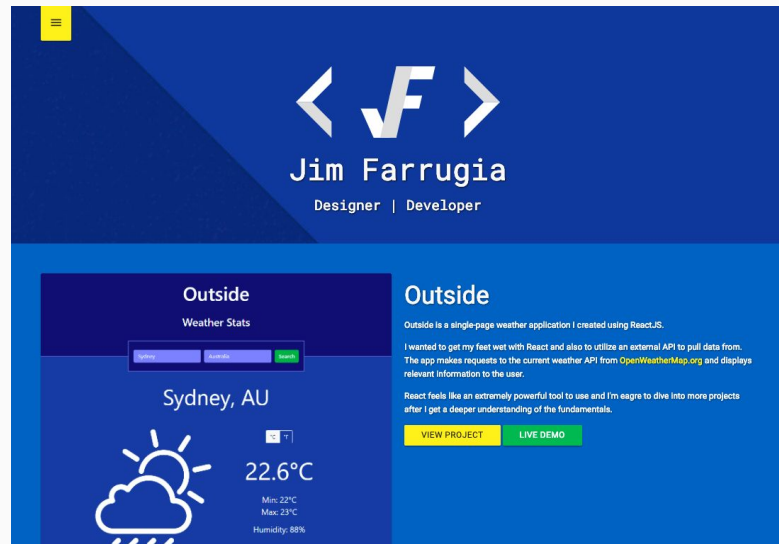 Jim Farrugia
Designer | Developer
Outside
Weather Stats
Sydney
Australia
Search
Sydney, AU
°C °F
22.6°C
Min: 22°C
Max: 23°C
Humidity: 88%
Outside
Outside is a single-page weather application I created using ReactJS.
I wanted to get my feet wet with React and also to utilize an external API to pull data from.
The app makes requests to the current weather API from OpenWeatherMap.org and displays
relevant information to the user.
React feels like an extremely powerful tool to use and I'm eagre to dive into more projects
after I get a deeper understanding of the fundamentals.
VIEW PROJECT
LIVE DEMO